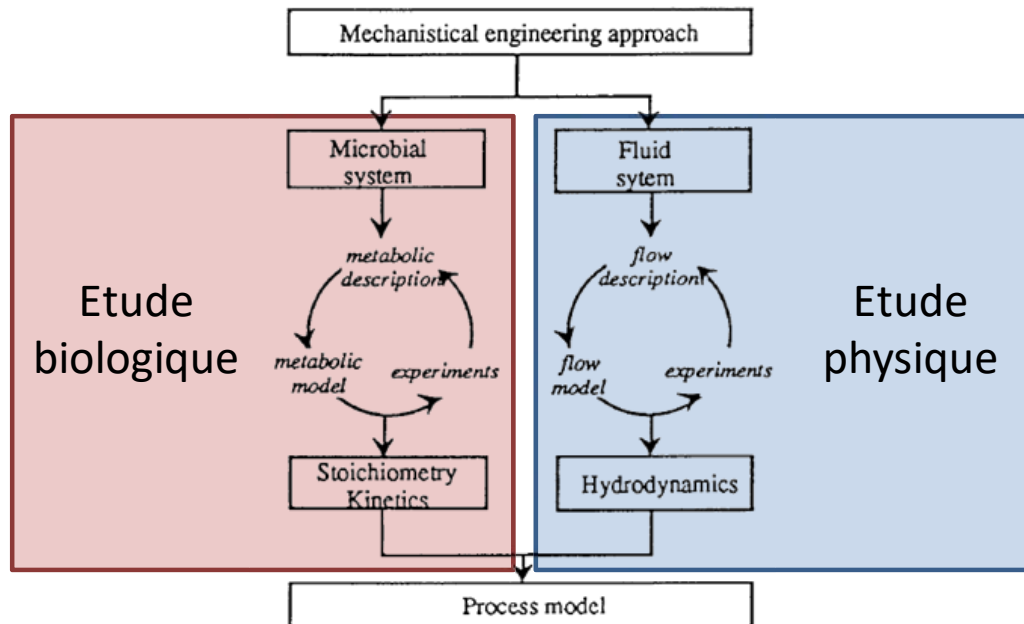 Mechanistical engineering approach
Microbial
system
metabolic
description
metabolic
model
experiments
Stoichiometry
Kinetics
Etude
biologique
Fluid
sytem
flow
description
flow
model
experiments
Hydrodynamics
Etude
physique
Process model